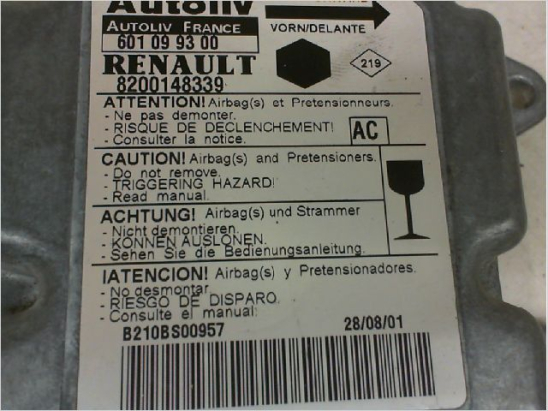 Autoliv
AUTOLIV FRANCE
601 09 93 00
VORN/DELANTE
RENAULT
8200148339
219
ATTENTION! Airbag(s) et Pretensionneurs.
- Ne pas demonter.
- RISQUE DE DECLENCHEMENT!
- Consulter la notice.
AC
CAUTION! Airbag(s) and Pretensioners.
- Do not remove.
- TRIGGERING HAZARD!
- Read manual.
ACHTUNG! Airbag(s) und Strammer
- Nicht demontieren.
- KONNEN AUSLONEN.
- Sehen Sie die Bedienungsanleitung.
!ATENCION! Airbag(s) y Pretensionadores.
- No desmontar.
- RIESGO DE DISPARO.
- Consulte el manual:
B210BS00957 28/08/01